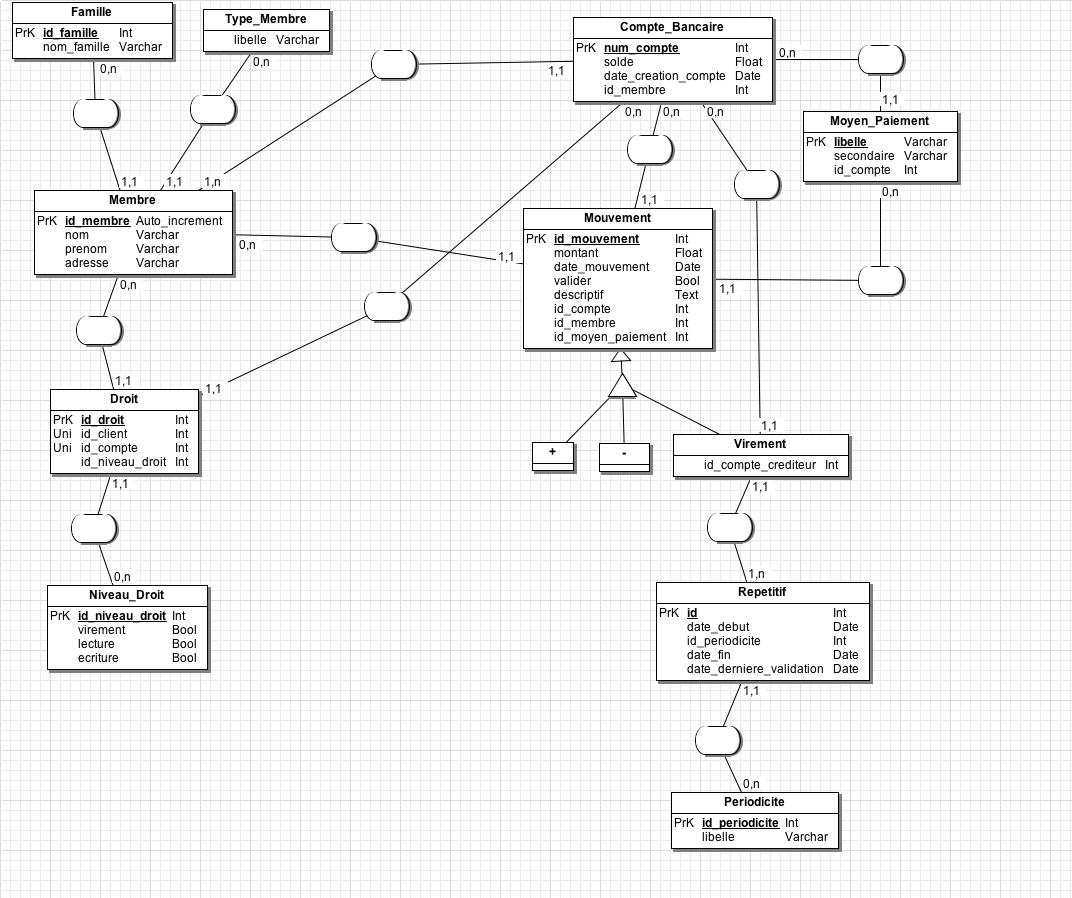 Famille
PrK id_famille Int
nom_famille Varchar
0,n
Type_Membre
libelle Varchar
0,n
Compte_Bancaire
PrK num_compte Int
solde Float
date_creation_compte Date
id_membre Int
1,1
0,n
0,n
0,n
0,n
1,1
Moyen_Paiement
PrK libelle Varchar
secondaire Varchar
id_compte Int
0,n
1,1
1,1
1,n
Membre
PrK id_membre Auto_increment
nom Varchar
prenom Varchar
adresse Varchar
0,n
0,n
1,1
1,1
Mouvement
PrK id_mouvement Int
montant Float
date_mouvement Date
valider Bool
descriptif Text
id_compte Int
id_membre Int
id_moyen_paiement Int
1,1
1,1
1,1
Droit
PrK id_droit Int
Uni id_client Int
Uni id_compte Int
id_niveau_droit Int
1,1
+
-
1,1
Virement
id_compte_crediteur Int
1,1
0,n
Niveau_Droit
PrK id_niveau_droit Int
virement Bool
lecture Bool
ecriture Bool
1,n
Repetitif
PrK id Int
date_debut Date
id_periodicite Int
date_fin Date
date_derniere_validation Date
1,1
0,n
Periodicite
PrK id_periodicite Int
libelle Varchar